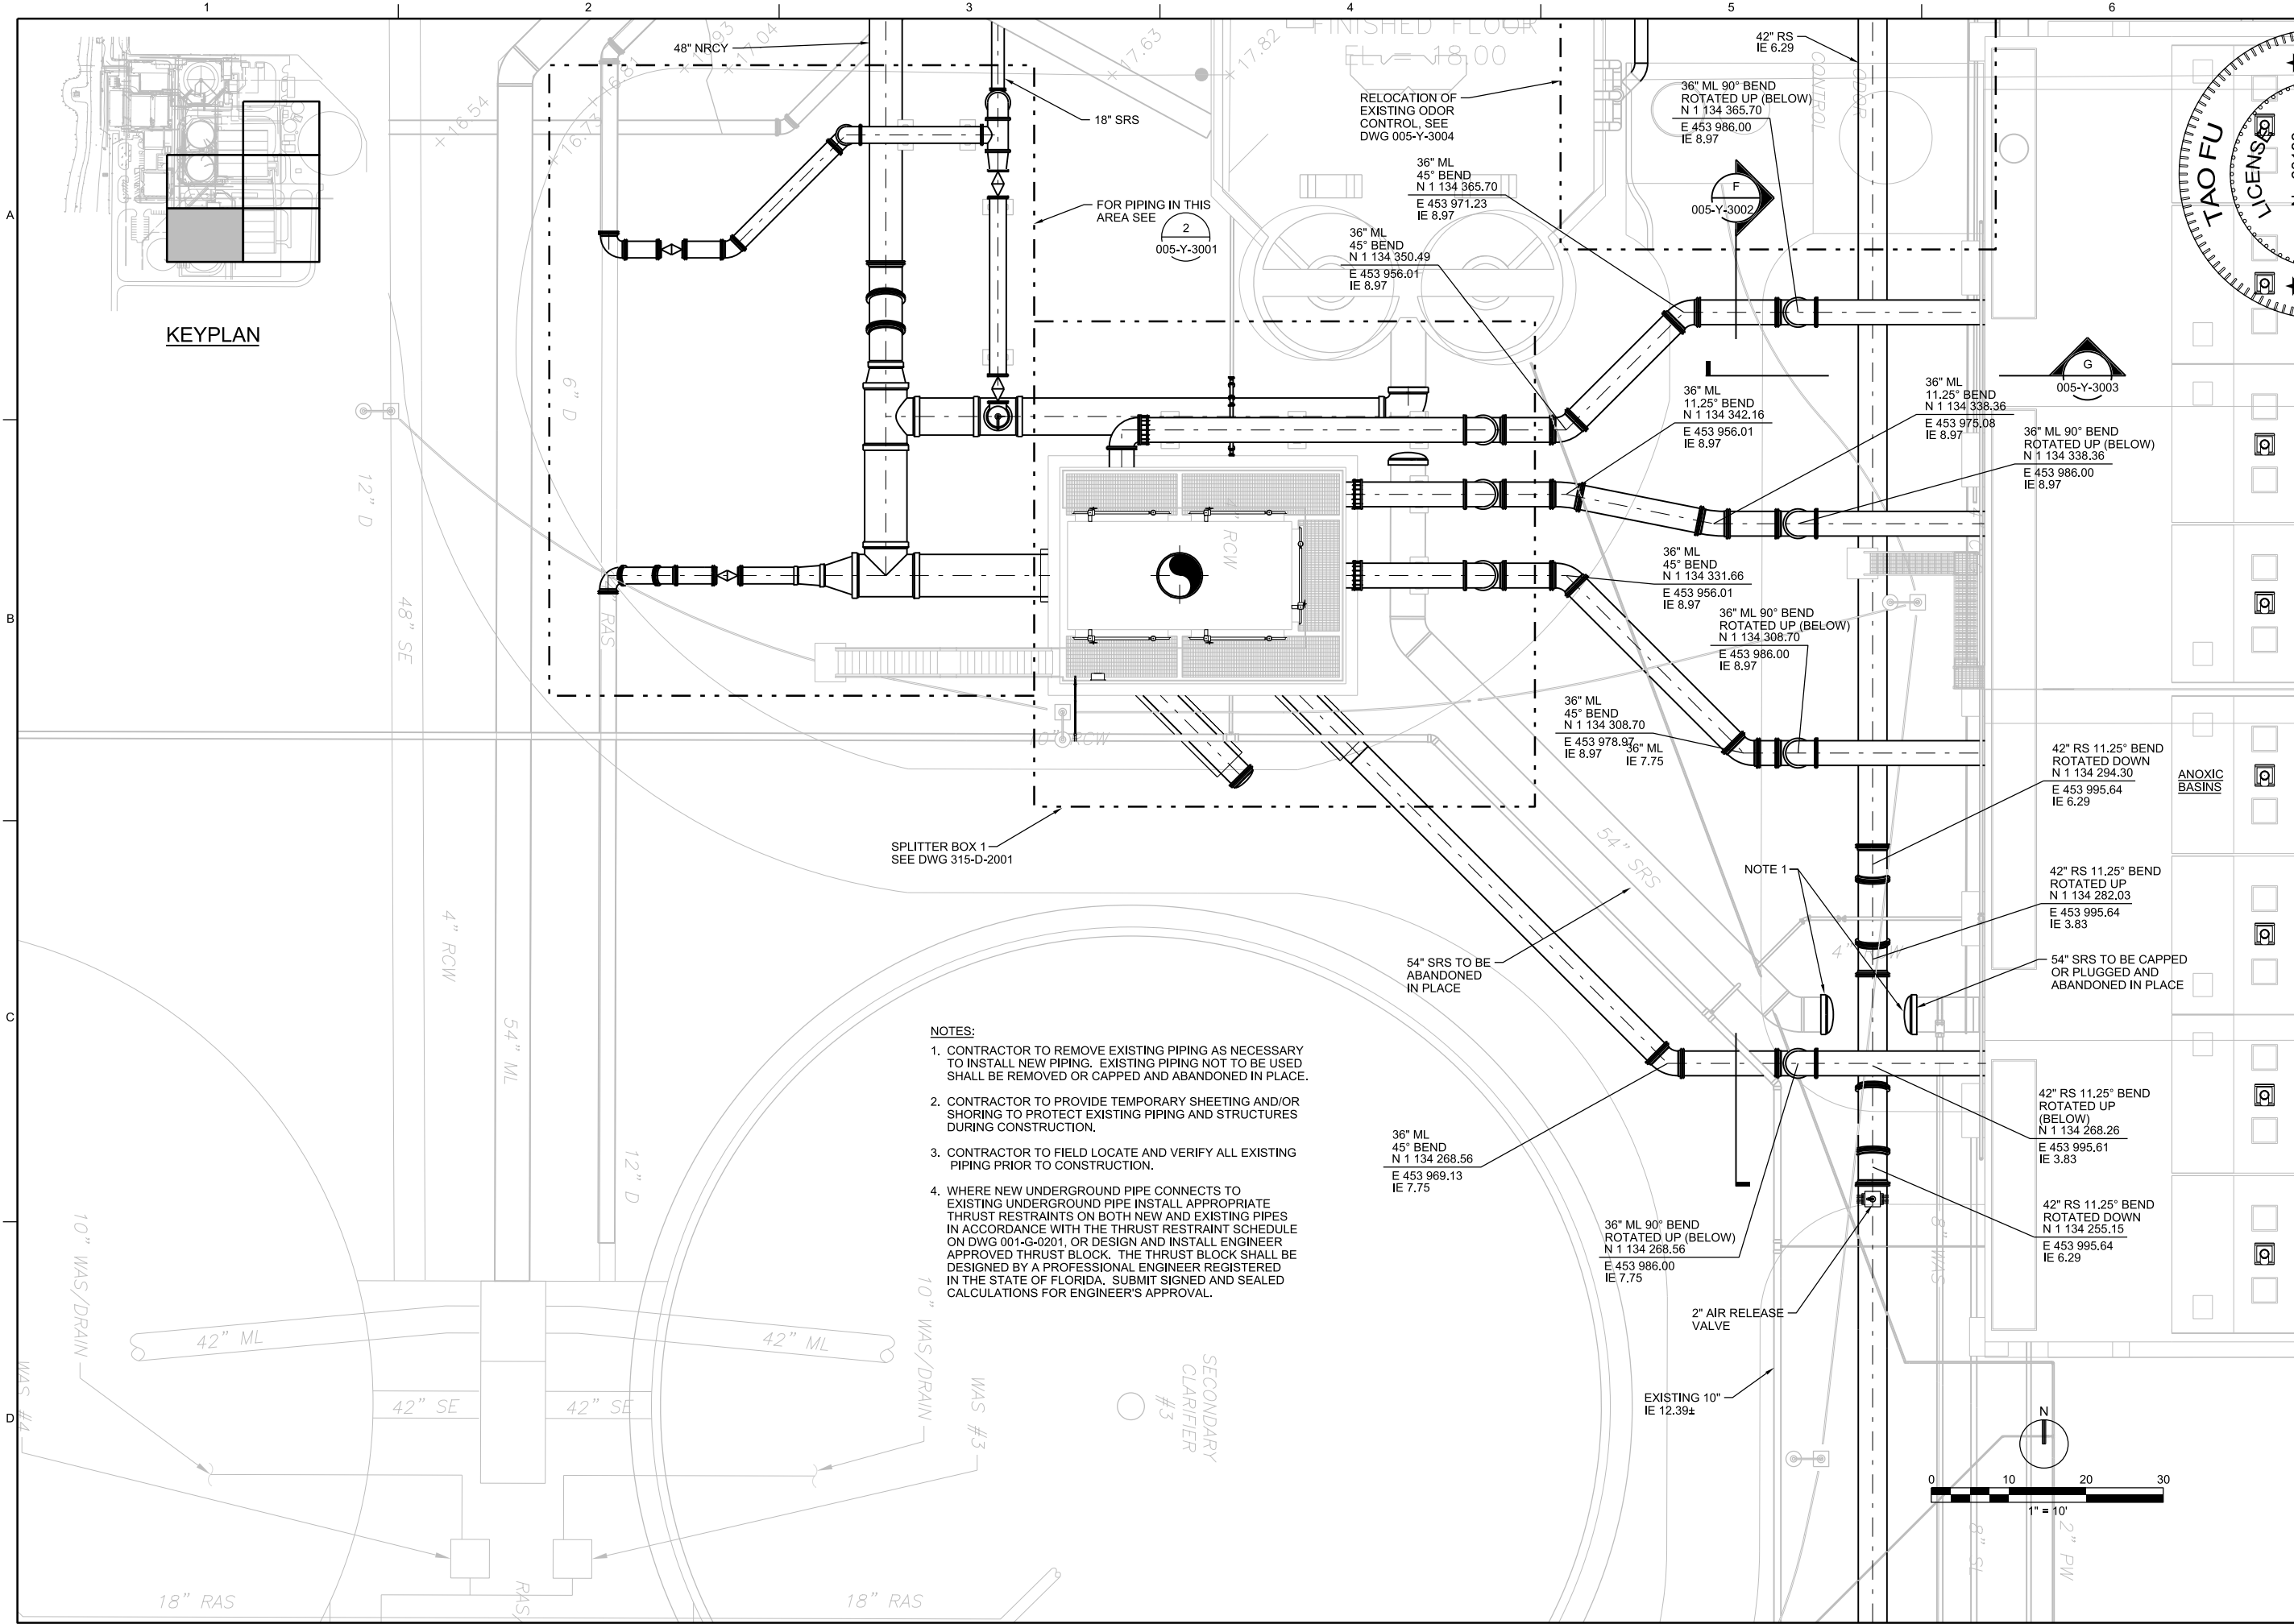 1
2
3
4
5
6
A
B
C
D
KEYPLAN
48" NRCY
16.54
16.73
16.81
16.93
17.04
17.63
17.82
18" SRS
FINISHED FLOOR
EL = 18.00
RELOCATION OF
EXISTING ODOR
CONTROL, SEE
DWG 005-Y-3004
FOR PIPING IN THIS
AREA SEE
2
005-Y-3001
42" RS
IE 6.29
ODOR
CONTROL
36" ML 90° BEND
ROTATED UP (BELOW)
N 1 134 365.70
E 453 986.00
IE 8.97
36" ML
45° BEND
N 1 134 365.70
E 453 971.23
IE 8.97
36" ML
45° BEND
N 1 134 350.49
E 453 956.01
IE 8.97
F
005-Y-3002
G
005-Y-3003
TAO FU
LICENSE
36" ML
11.25° BEND
N 1 134 342.16
E 453 956.01
IE 8.97
36" ML
11.25° BEND
N 1 134 338.36
E 453 975.08
IE 8.97
36" ML 90° BEND
ROTATED UP (BELOW)
N 1 134 338.36
E 453 986.00
IE 8.97
36" ML
45° BEND
N 1 134 331.66
E 453 956.01
IE 8.97
36" ML 90° BEND
ROTATED UP (BELOW)
N 1 134 308.70
E 453 986.00
IE 8.97
36" ML
45° BEND
N 1 134 308.70
E 453 978.97
IE 8.97
36" ML
IE 7.75
6" D
12" D
48" SE
RAS
RCW
10" RCW
4" RCW
54" ML
12" D
SPLITTER BOX 1
SEE DWG 315-D-2001
54" SRS
54" SRS TO BE
ABANDONED
IN PLACE
NOTE 1
42" RS 11.25° BEND
ROTATED DOWN
N 1 134 294.30
E 453 995.64
IE 6.29
ANOXIC
BASINS
42" RS 11.25° BEND
ROTATED UP
N 1 134 282.03
E 453 995.64
IE 3.83
54" SRS TO BE CAPPED
OR PLUGGED AND
ABANDONED IN PLACE
42" RS 11.25° BEND
ROTATED UP
(BELOW)
N 1 134 268.26
E 453 995.61
IE 3.83
42" RS 11.25° BEND
ROTATED DOWN
N 1 134 255.15
E 453 995.64
IE 6.29
36" ML
45° BEND
N 1 134 268.56
E 453 969.13
IE 7.75
36" ML 90° BEND
ROTATED UP (BELOW)
N 1 134 268.56
E 453 986.00
IE 7.75
2" AIR RELEASE
VALVE
EXISTING 10"
IE 12.39±
NOTES:
1. CONTRACTOR TO REMOVE EXISTING PIPING AS NECESSARY
TO INSTALL NEW PIPING. EXISTING PIPING NOT TO BE USED
SHALL BE REMOVED OR CAPPED AND ABANDONED IN PLACE.
2. CONTRACTOR TO PROVIDE TEMPORARY SHEETING AND/OR
SHORING TO PROTECT EXISTING PIPING AND STRUCTURES
DURING CONSTRUCTION.
3. CONTRACTOR TO FIELD LOCATE AND VERIFY ALL EXISTING
PIPING PRIOR TO CONSTRUCTION.
4. WHERE NEW UNDERGROUND PIPE CONNECTS TO
EXISTING UNDERGROUND PIPE INSTALL APPROPRIATE
THRUST RESTRAINTS ON BOTH NEW AND EXISTING PIPES
IN ACCORDANCE WITH THE THRUST RESTRAINT SCHEDULE
ON DWG 001-G-0201, OR DESIGN AND INSTALL ENGINEER
APPROVED THRUST BLOCK. THE THRUST BLOCK SHALL BE
DESIGNED BY A PROFESSIONAL ENGINEER REGISTERED
IN THE STATE OF FLORIDA. SUBMIT SIGNED AND SEALED
CALCULATIONS FOR ENGINEER'S APPROVAL.
10" WAS/DRAIN
42" ML
42" ML
42" SE
42" SE
WAS #4
10" WAS/DRAIN
WAS #3
SECONDARY
CLARIFIER
#3
18" RAS
RAS
18" RAS
8" WAS
8" SL
2" PW
N
0
10
20
30
1" = 10'